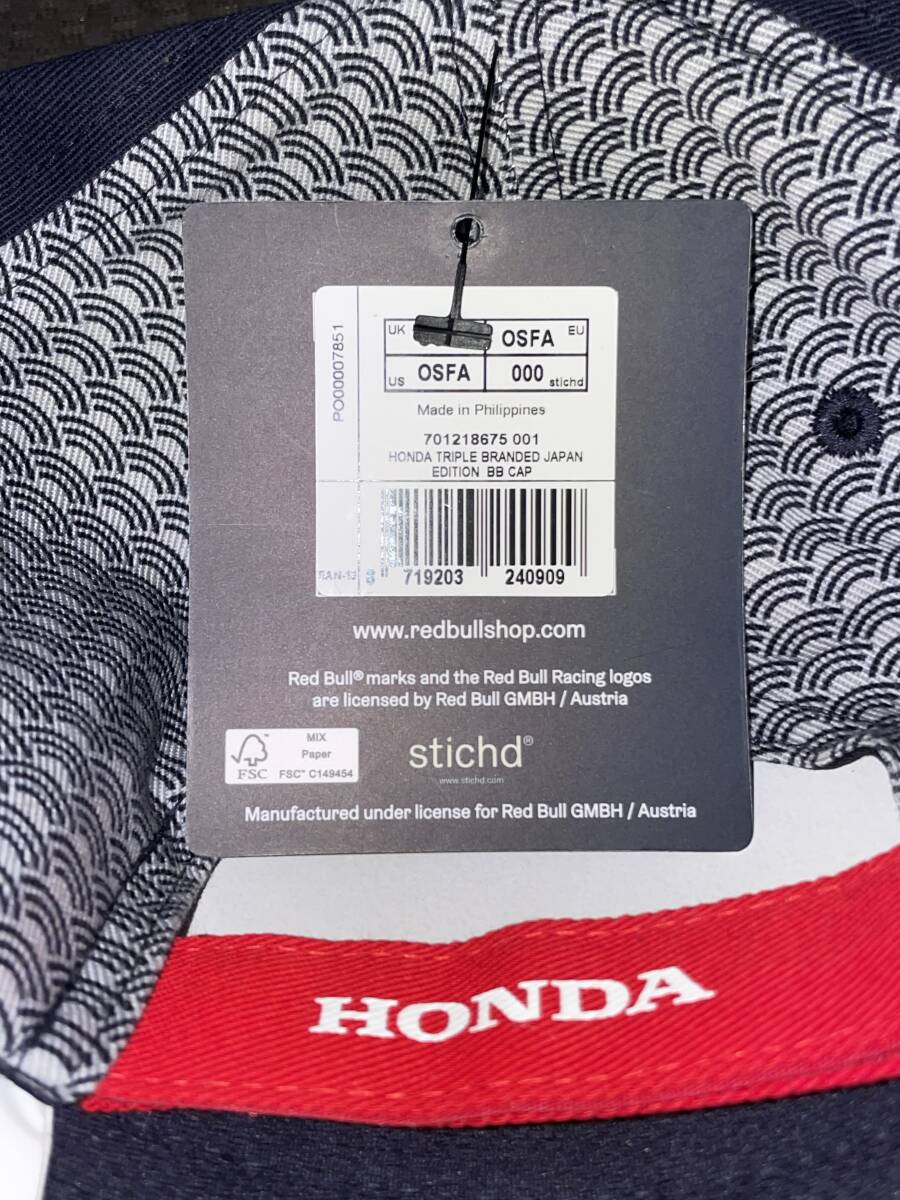 PO00007851
UK
OSFA EU
US OSFA
000 stichd
Made in Philippines
701218675 001
HONDA TRIPLE BRANDED JAPAN
EDITION BB CAP
EAN-13
719203 240909
www.redbullshop.com
Red Bull® marks and the Red Bull Racing logos
are licensed by Red Bull GMBH / Austria
MIX
Paper
FSC
FSC™ C149454
stichd®
www.stichd.com
Manufactured under license for Red Bull GMBH / Austria
HONDA